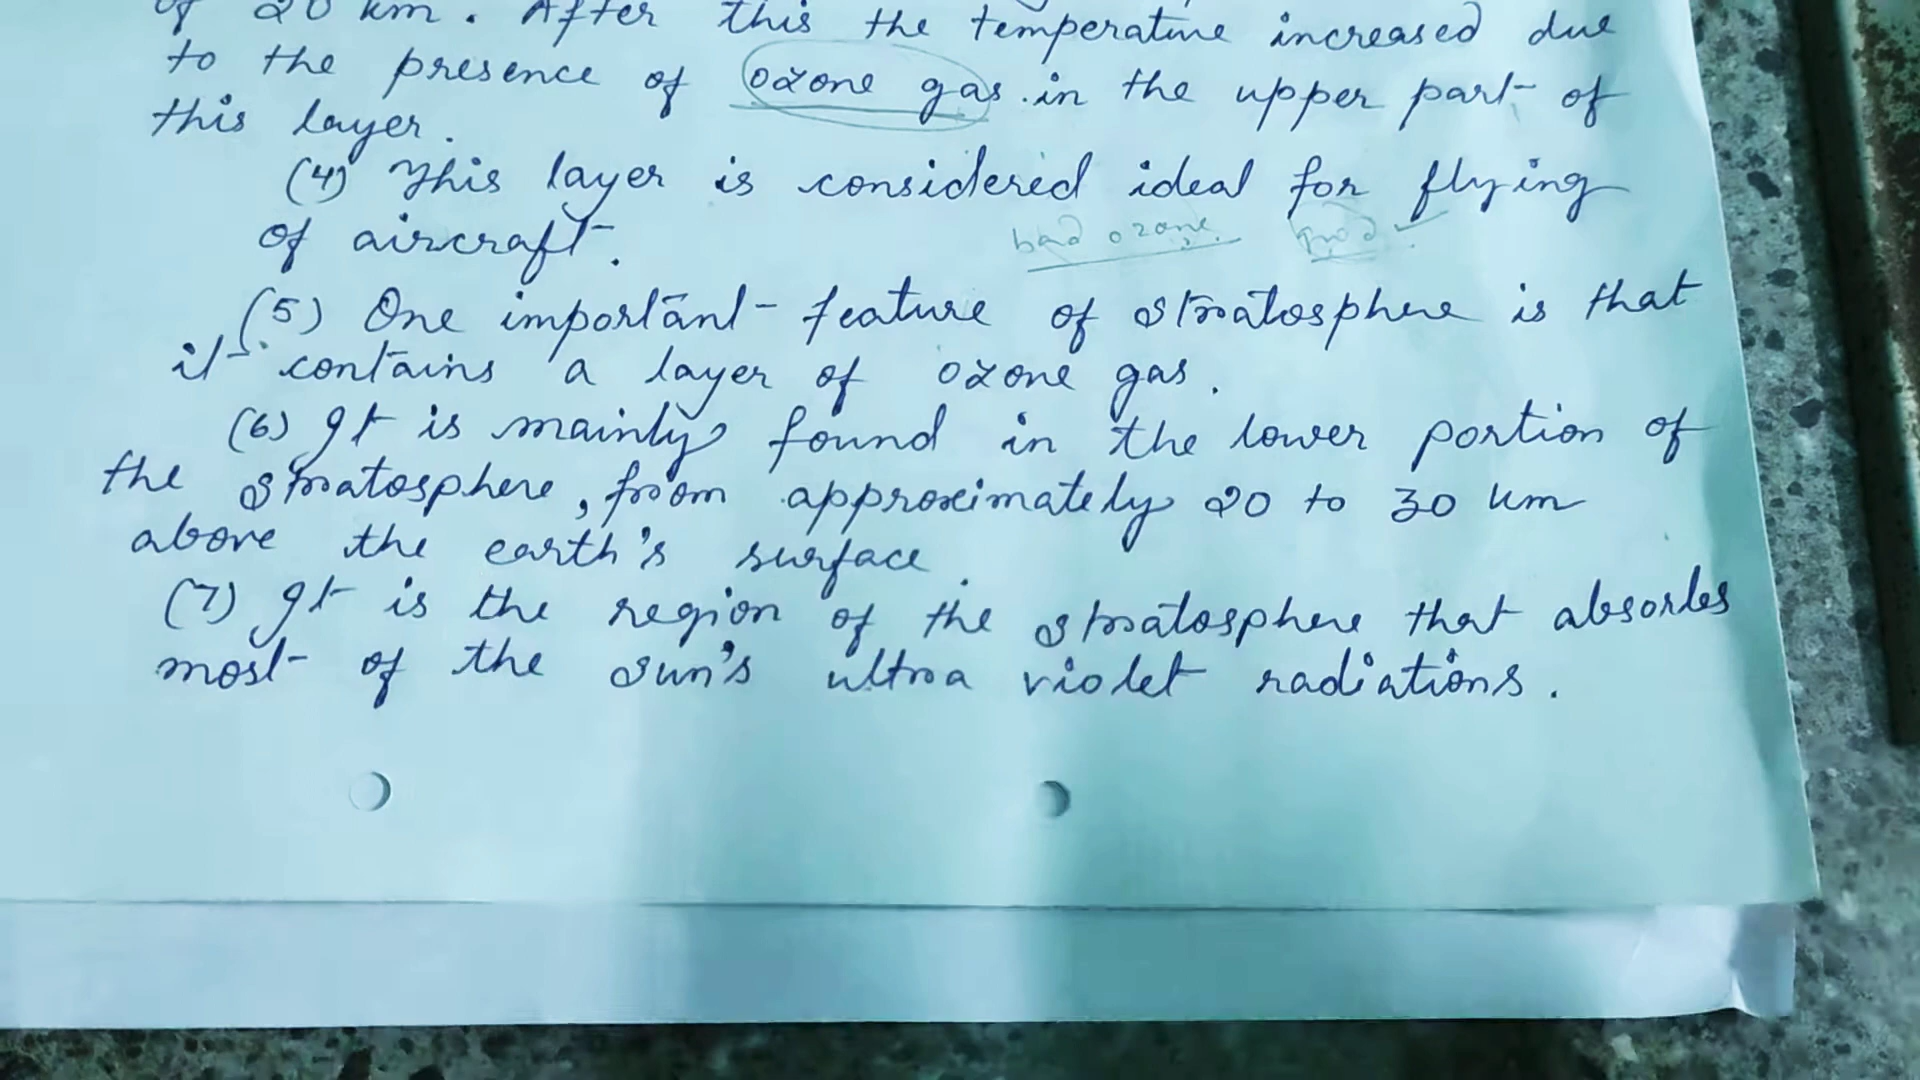 of 20 km. After this the temperature increased due
to the presence of ozone gas in the upper part of
this layer.
(4) This layer is considered ideal for flying
of aircraft.
bad ozone. good
(5) One important feature of stratosphere is that
it contains a layer of ozone gas.
(6) It is mainly found in the lower portion of
the stratosphere, from approximately 20 to 30 km
above the earth's surface.
(7) It is the region of the stratosphere that absorbes
most of the sun's ultra violet radiations.